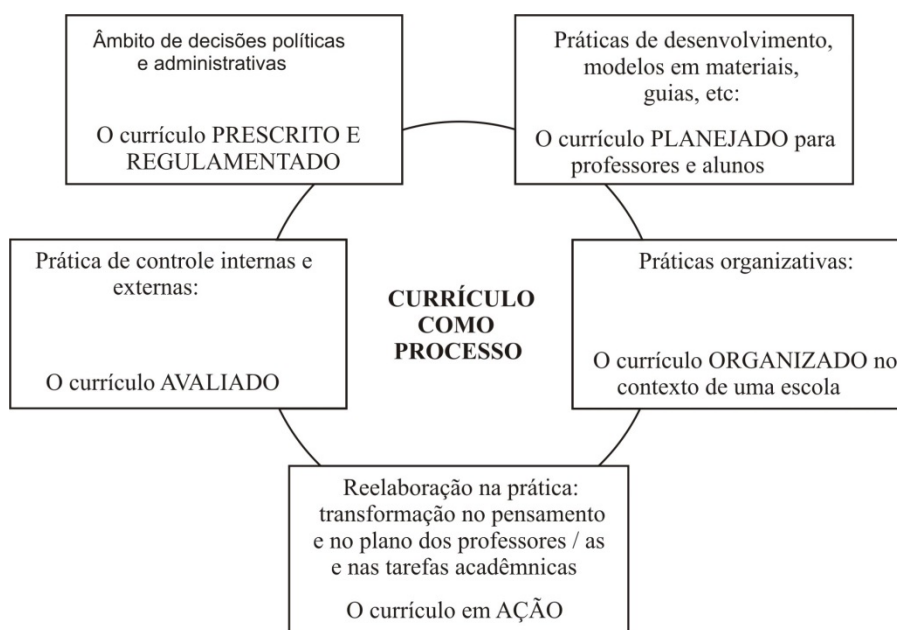 Âmbito de decisões políticas
e administrativas
O currículo PRESCRITO E
REGULAMENTADO
Práticas de desenvolvimento,
modelos em materiais,
guias, etc:
O currículo PLANEJADO para
professores e alunos
Prática de controle internas e
externas:
O currículo AVALIADO
CURRÍCULO
COMO
PROCESSO
Práticas organizativas:
O currículo ORGANIZADO no
contexto de uma escola
Reelaboração na prática:
transformação no pensamento
e no plano dos professores / as
e nas tarefas acadêmnicas
O currículo em AÇÃO